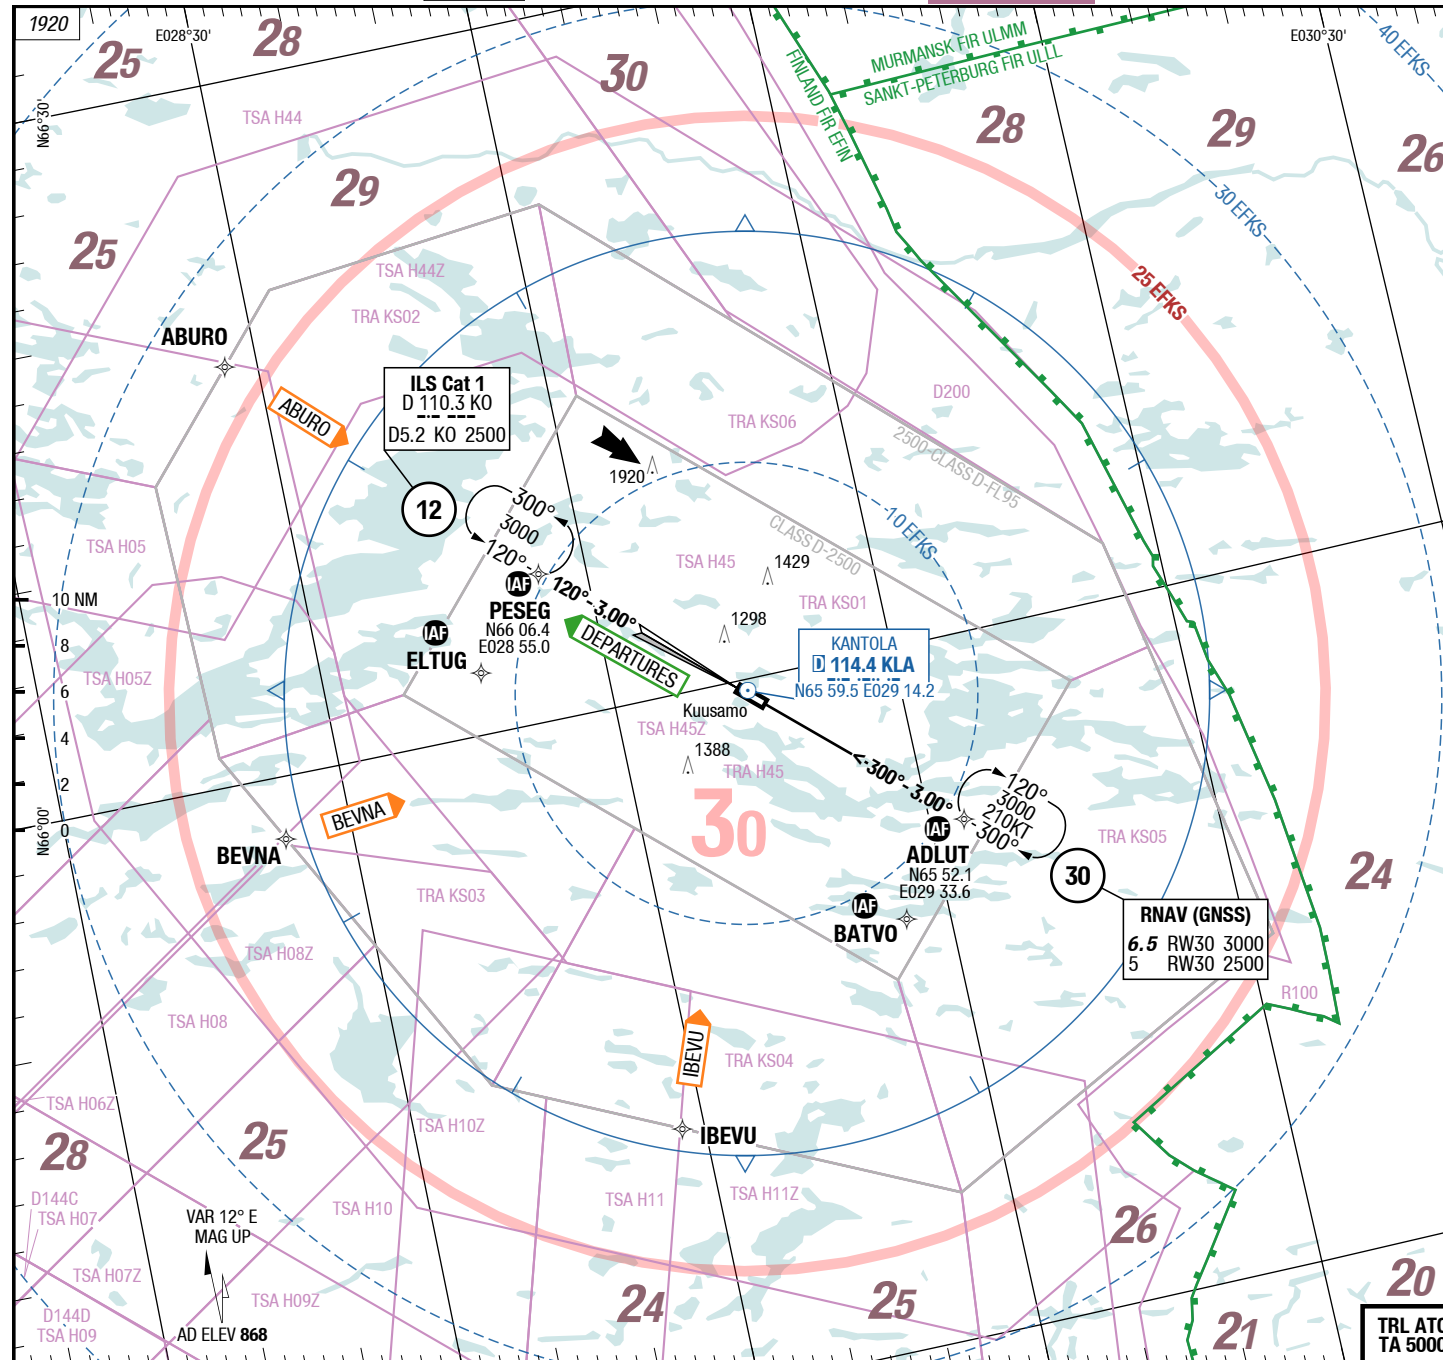 1920
E028°30'
E030°30'
40 EFKS
25
28
30
MURMANSK FIR ULMM
SANKT-PETERBURG FIR ULLL
FINLAND FIR EFIN
28
29
26
N66°30'
TSA H44
29
30 EFKS
25
TSA H44Z
25 EFKS
TRA KS02
ABURO
ABURO
ILS Cat 1
D 110.3 KO
D5.2 KO 2500
D200
TRA KS06
2500-CLASS D-FL95
1920
12
300°
3000
120°
CLASS D-2500
10 EFKS
TSA H05
TSA H45
1429
IAF
PESEG
N66 06.4
E028 55.0
120°-3.00°
TRA KS01
10 NM
8
6
4
2
0
1298
DEPARTURES
IAF
ELTUG
KANTOLA
D 114.4 KLA
N65 59.5 E029 14.2
TSA H05Z
Kuusamo
TSA H45Z
1388
TRA H45
300°-3.00°
120°
3000
210KT
300°
BEVNA
30
N66°00'
BEVNA
IAF
ADLUT
N65 52.1
E029 33.6
TRA KS05
24
30
TRA KS03
IAF
BATVO
RNAV (GNSS)
6.5 RW30 3000
5 RW30 2500
TSA H08Z
R100
TSA H08
IBEVU
TRA KS04
TSA H06Z
25
TSA H10Z
IBEVU
28
D144C
TSA H07
TSA H10
TSA H11
TSA H11Z
VAR 12° E
MAG UP
26
TSA H07Z
TSA H09Z
24
25
20
D144D
TSA H09
AD ELEV 868
21
TRL ATC
TA 5000